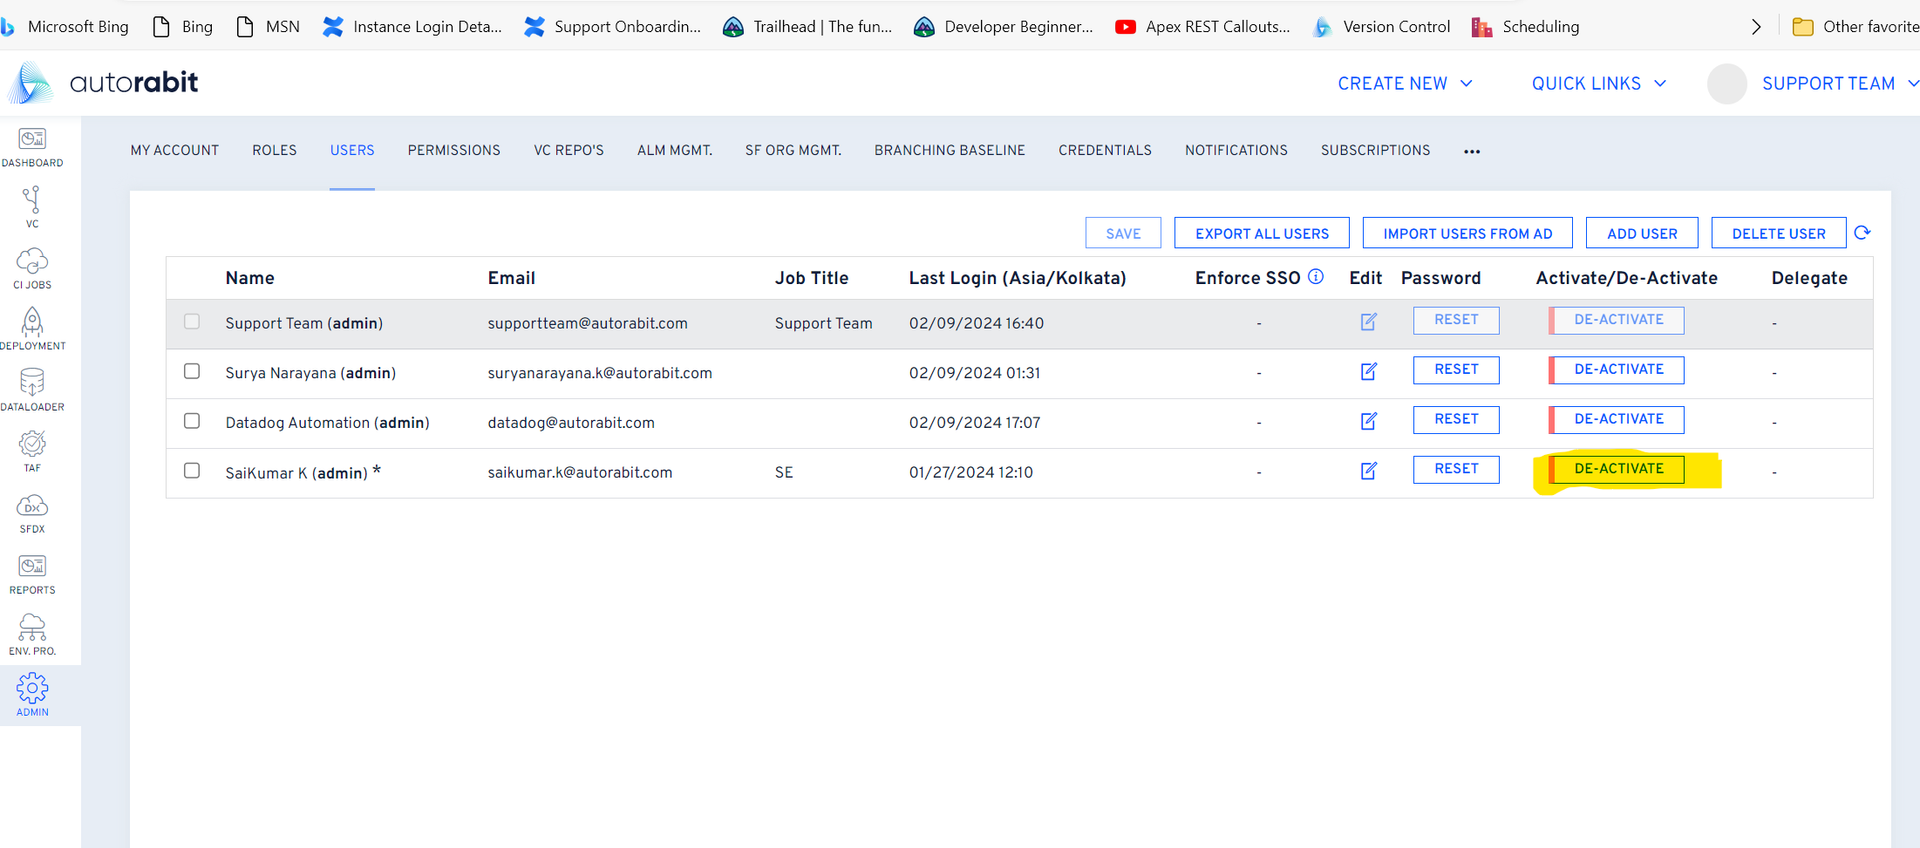 Microsoft Bing Bing MSN Instance Login Deta... Support Onboardin... Trailhead | The fun... Developer Beginner... Apex REST Callouts... Version Control Scheduling Other favorite
autorabit CREATE NEW QUICK LINKS SUPPORT TEAM
MY ACCOUNT ROLES USERS PERMISSIONS VC REPO'S ALM MGMT. SF ORG MGMT. BRANCHING BASELINE CREDENTIALS NOTIFICATIONS SUBSCRIPTIONS •••
DASHBOARD
VC
CI JOBS
DEPLOYMENT
DATALOADER
TAF
DX
SFDX
REPORTS
ENV. PRO.
ADMIN
SAVE EXPORT ALL USERS IMPORT USERS FROM AD ADD USER DELETE USER
Name Email Job Title Last Login (Asia/Kolkata) Enforce SSO Edit Password Activate/De-Activate Delegate
Support Team (admin) supportteam@autorabit.com Support Team 02/09/2024 16:40 - RESET DE-ACTIVATE -
Surya Narayana (admin) suryanarayana.k@autorabit.com 02/09/2024 01:31 - RESET DE-ACTIVATE -
Datadog Automation (admin) datadog@autorabit.com 02/09/2024 17:07 - RESET DE-ACTIVATE -
SaiKumar K (admin) * saikumar.k@autorabit.com SE 01/27/2024 12:10 - RESET DE-ACTIVATE -